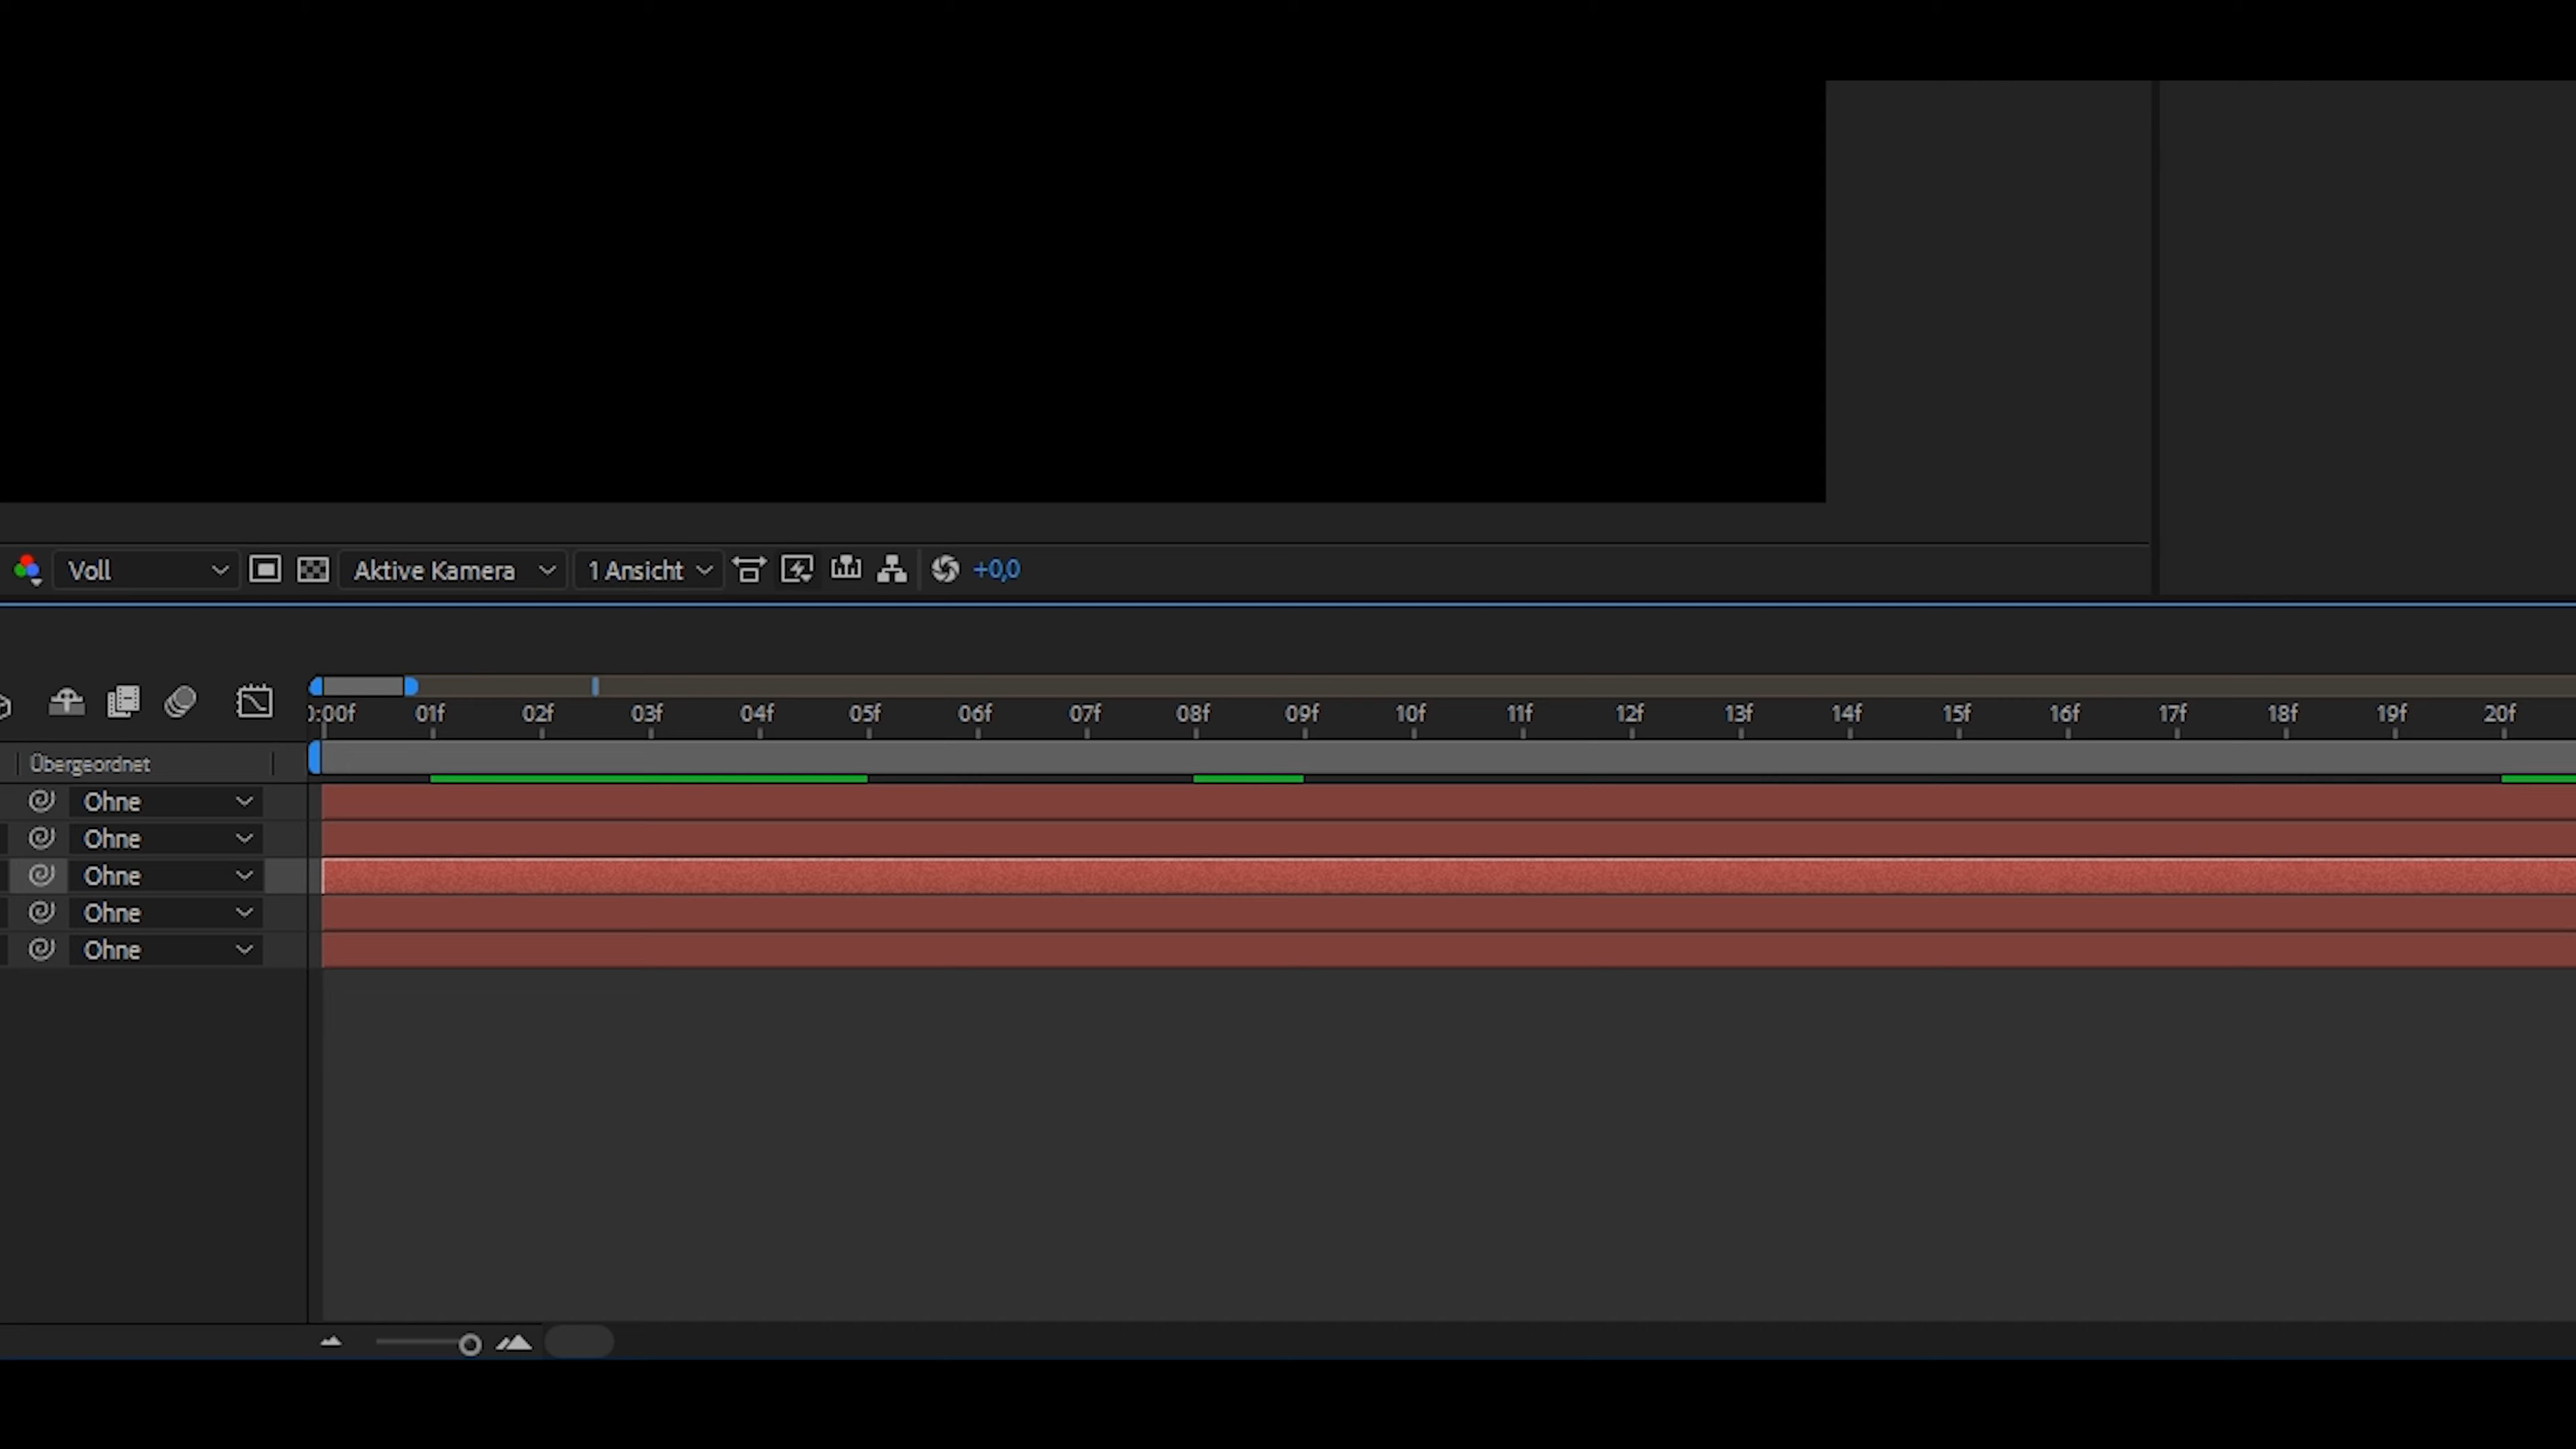 Voll Aktive Kamera 1 Ansicht +0,0
0:00f 01f 02f 03f 04f 05f 06f 07f 08f 09f 10f 11f 12f 13f 14f 15f 16f 17f 18f 19f 20f
Übergeordnet
Ohne
Ohne
Ohne
Ohne
Ohne